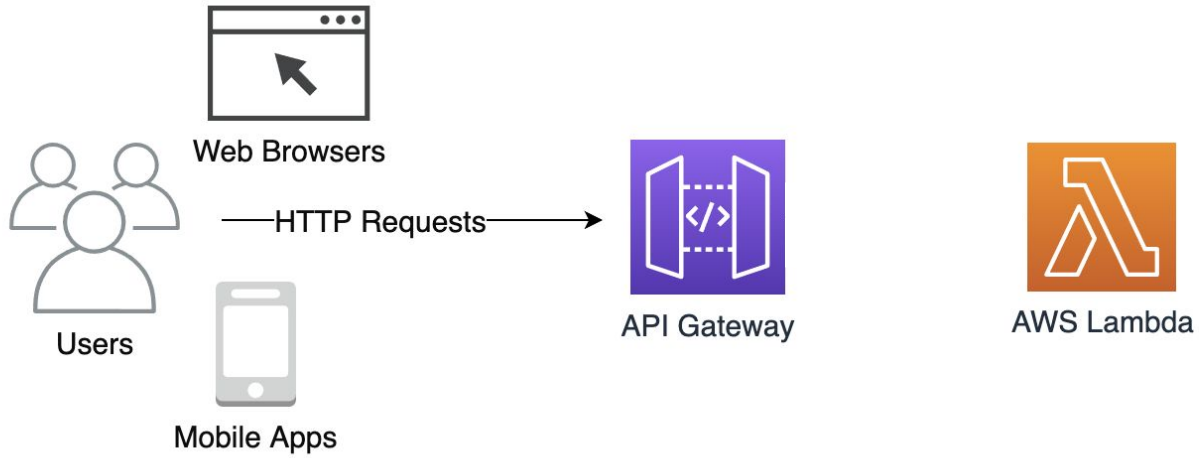 Web Browsers
HTTP Requests
</>
API Gateway
AWS Lambda
Users
Mobile Apps